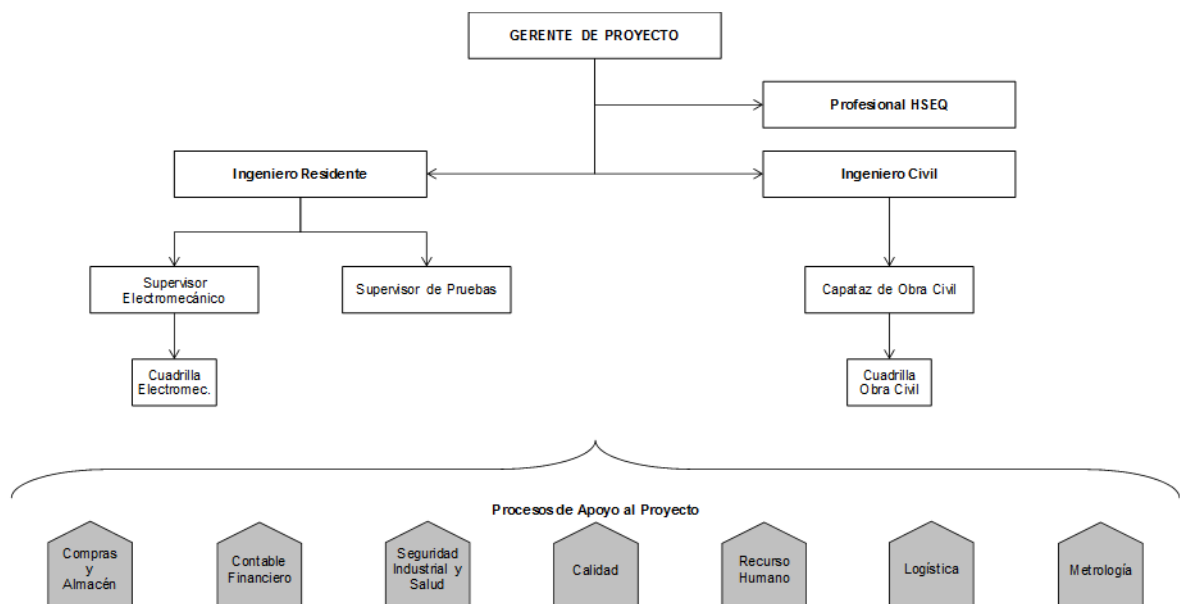 GERENTE DE PROYECTO
Profesional HSEQ
Ingeniero Residente
Ingeniero Civil
Supervisor
Electromecánico
Supervisor de Pruebas
Capataz de Obra Civil
Cuadrilla
Electromec.
Cuadrilla
Obra Civil
Procesos de Apoyo al Proyecto
Compras
y
Almacén
Contable
Financiero
Seguridad
Industrial y
Salud
Calidad
Recurso
Humano
Logística
Metrología